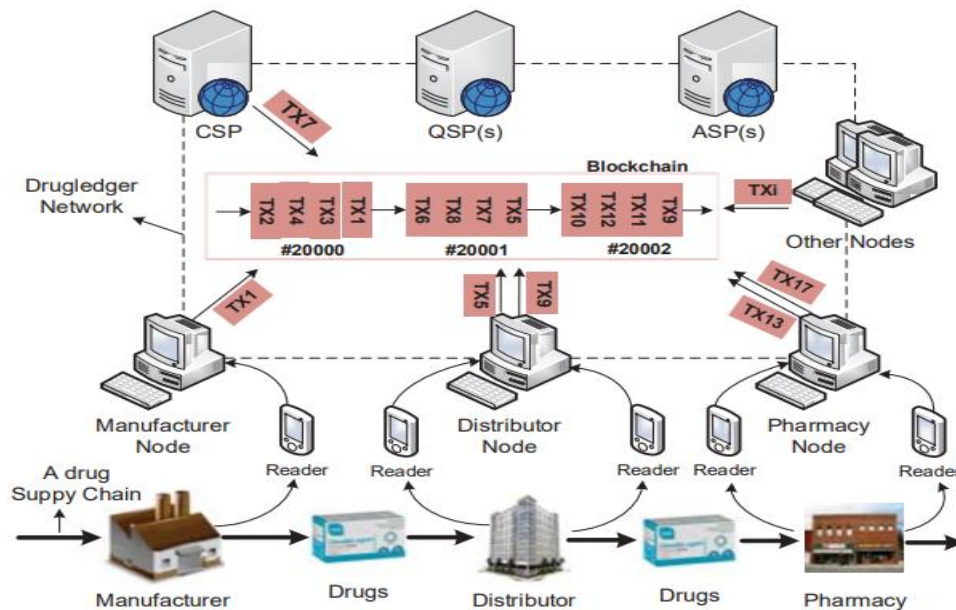 CSP
QSP(s)
ASP(s)
TX7
Blockchain
Drugledger
Network
TX2
TX4
TX3
TX1
TX6
TX8
TX7
TX5
TX10
TX12
TX11
TX9
TXi
#20000
#20001
#20002
Other Nodes
TX1
TX5
TX9
TX17
TX13
Manufacturer
Node
Distributor
Node
Pharmacy
Node
Reader
Reader
Reader
Reader
Reader
A drug
Suppy Chain
Manufacturer
Drugs
Distributor
Drugs
Pharmacy